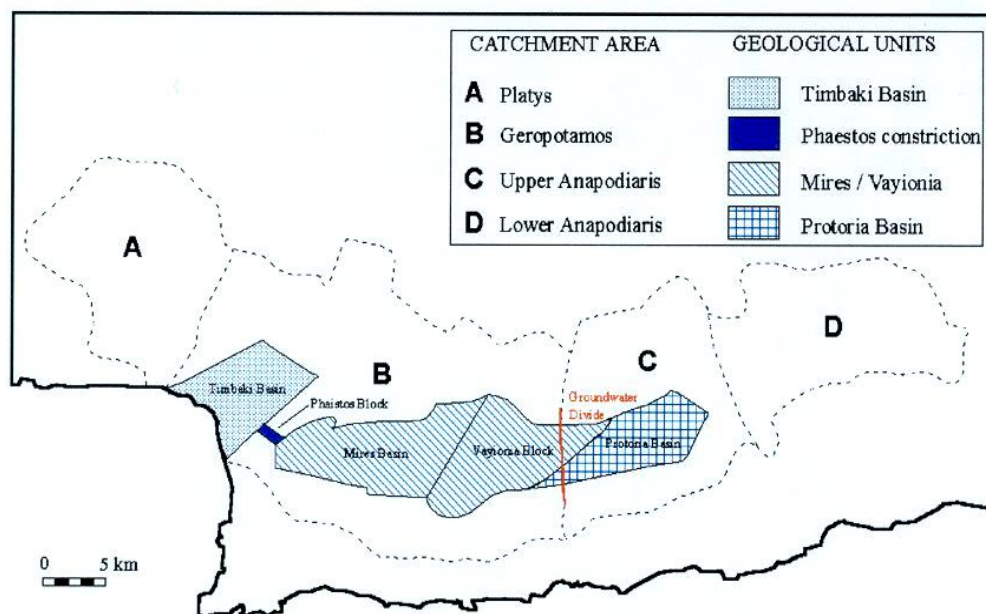 CATCHMENT AREA GEOLOGICAL UNITS
A Platys Timbaki Basin
B Geropotamos Phaestos constriction
C Upper Anapodiaris Mires / Vayionia
D Lower Anapodiaris Protoria Basin
A
D
B
C
Timbaki Basin
Phaistos Block
Groundwater
Divide
Mires Basin
Vayionia Block
Protoria Basin
0 5 km